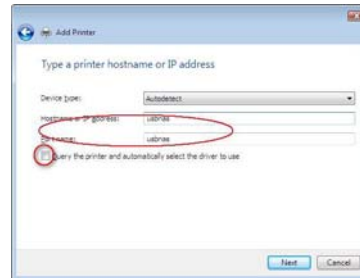 Add Printer
Type a printer hostname or IP address
Device type: Autodetect
Hostname or IP address: usbnas
Port name: usbnas
Query the printer and automatically select the driver to use
Next Cancel